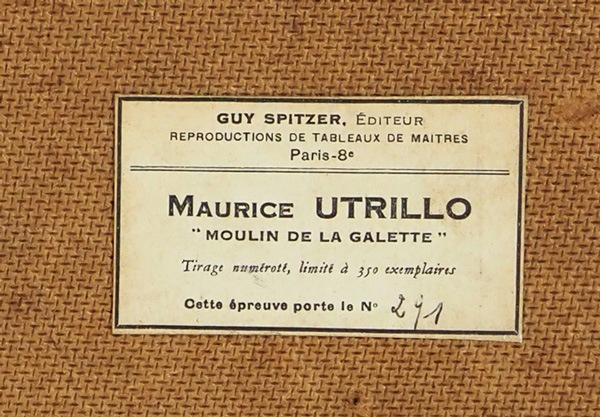 GUY SPITZER, ÉDITEUR
REPRODUCTIONS DE TABLEAUX DE MAITRES
Paris-8e
MAURICE UTRILLO
"MOULIN DE LA GALETTE"
Tirage numéroté, limité à 350 exemplaires
Cette épreuve porte le No 291